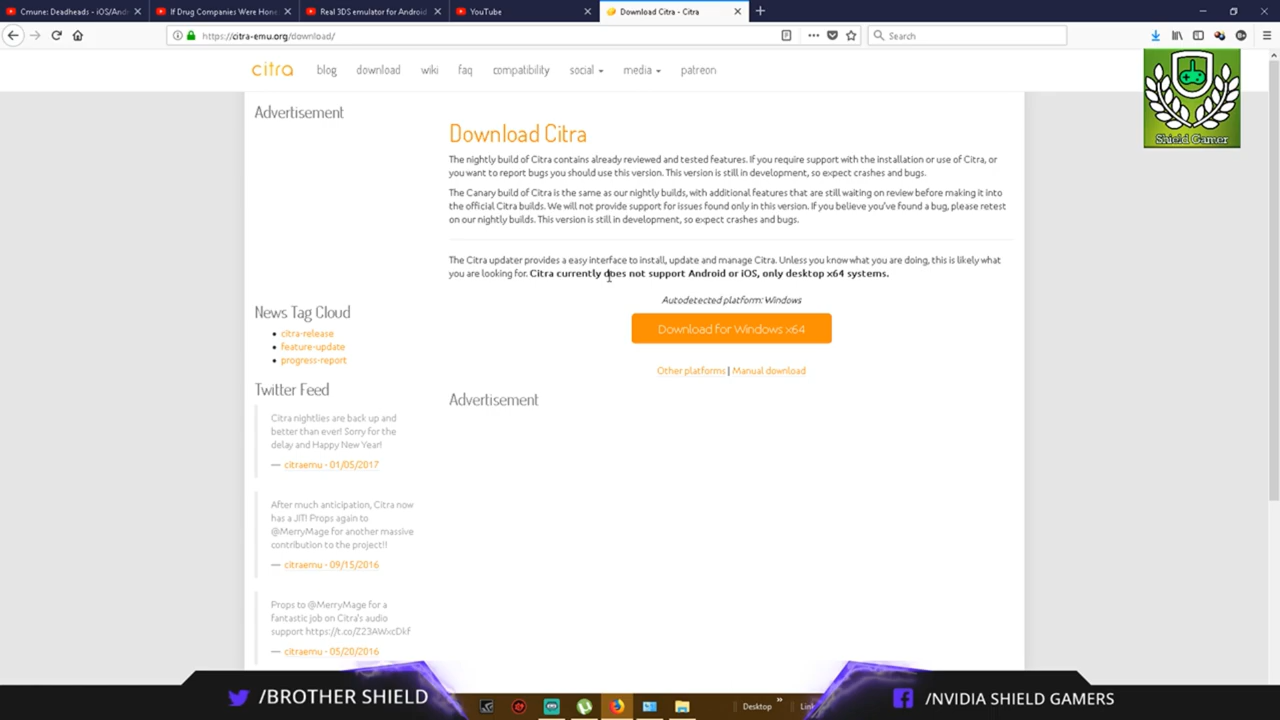 Cmune: Deadheads - iOS/And
If Drug Companies Were Hone
Real 3DS emulator for Android
YouTube
Download Citra - Citra
https://citra-emu.org/download/
Search
citra blog download wiki faq compatibility social media patreon
Shield Gamer
Advertisement
Download Citra
The nightly build of Citra contains already reviewed and tested features. If you require support with the installation or use of Citra, or
you want to report bugs you should use this version. This version is still in development, so expect crashes and bugs.
The Canary build of Citra is the same as our nightly builds, with additional features that are still waiting on review before making it into
the official Citra builds. We will not provide support for issues found only in this version. If you believe you've found a bug, please retest
on our nightly builds. This version is still in development, so expect crashes and bugs.
The Citra updater provides a easy interface to install, update and manage Citra. Unless you know what you are doing, this is likely what
you are looking for. Citra currently does not support Android or iOS, only desktop x64 systems.
Autodetected platform: Windows
Download for Windows x64
Other platforms | Manual download
Advertisement
News Tag Cloud
citra-release
feature-update
progress-report
Twitter Feed
Citra nightlies are back up and
better than ever! Sorry for the
delay and Happy New Year!
— citraemu - 01/05/2017
After much anticipation, Citra now
has a JIT! Props again to
@MerryMage for another massive
contribution to the project!!
— citraemu - 09/15/2016
Props to @MerryMage for a
fantastic job on Citra's audio
support https://t.co/Z23AWxcDkf
— citraemu - 05/20/2016
/BROTHER SHIELD
Desktop
Link
/NVIDIA SHIELD GAMERS